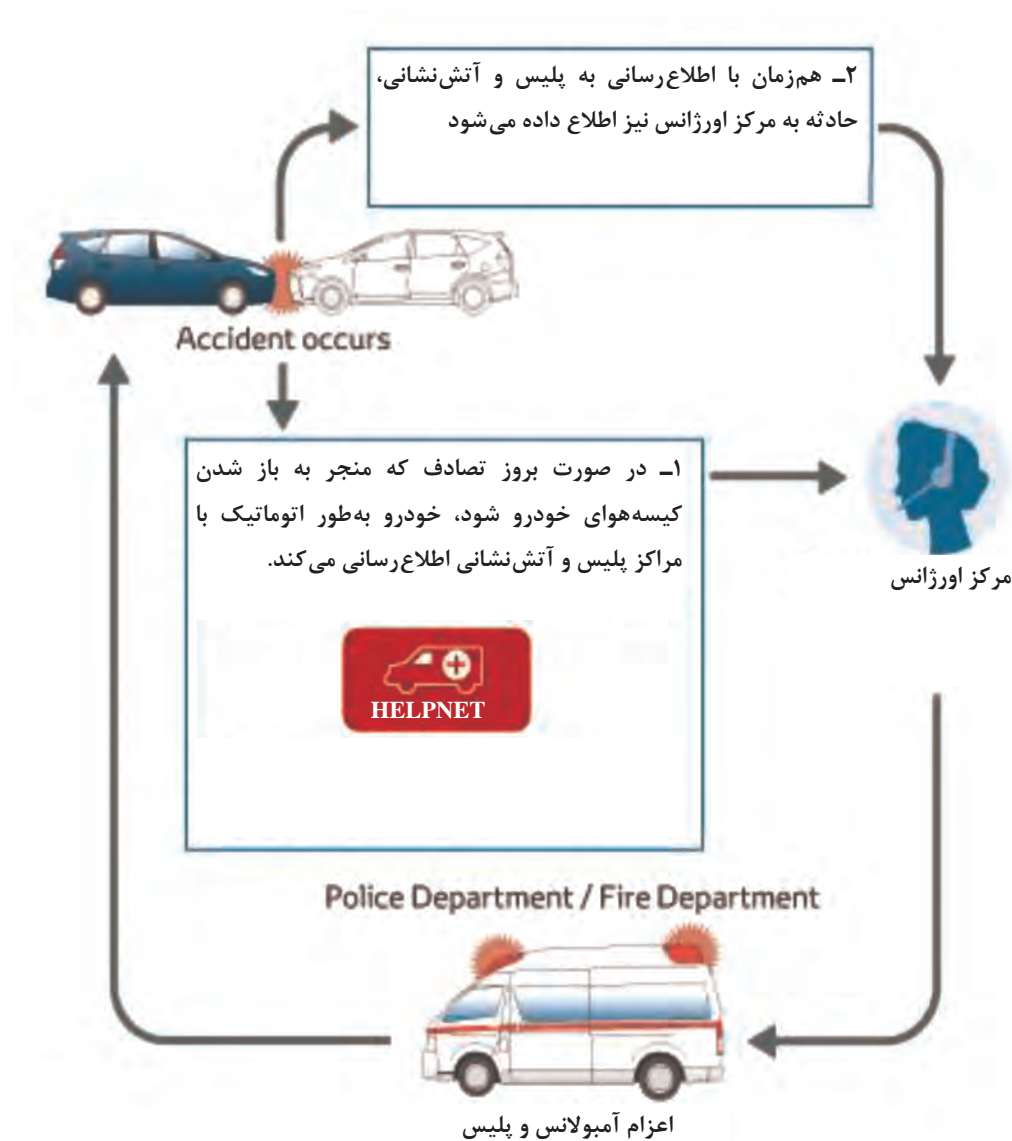 ۲ـ هم‌زمان با اطلاع‌رسانی به پلیس و آتش‌نشانی،
حادثه به مرکز اورژانس نیز اطلاع داده می‌شود
Accident occurs
۱ـ در صورت بروز تصادف که منجر به باز شدن
کیسه‌هوای خودرو شود، خودرو به‌طور اتوماتیک با
مراکز پلیس و آتش‌نشانی اطلاع‌رسانی می‌کند.
HELPNET
مرکز اورژانس
Police Department / Fire Department
اعزام آمبولانس و پلیس